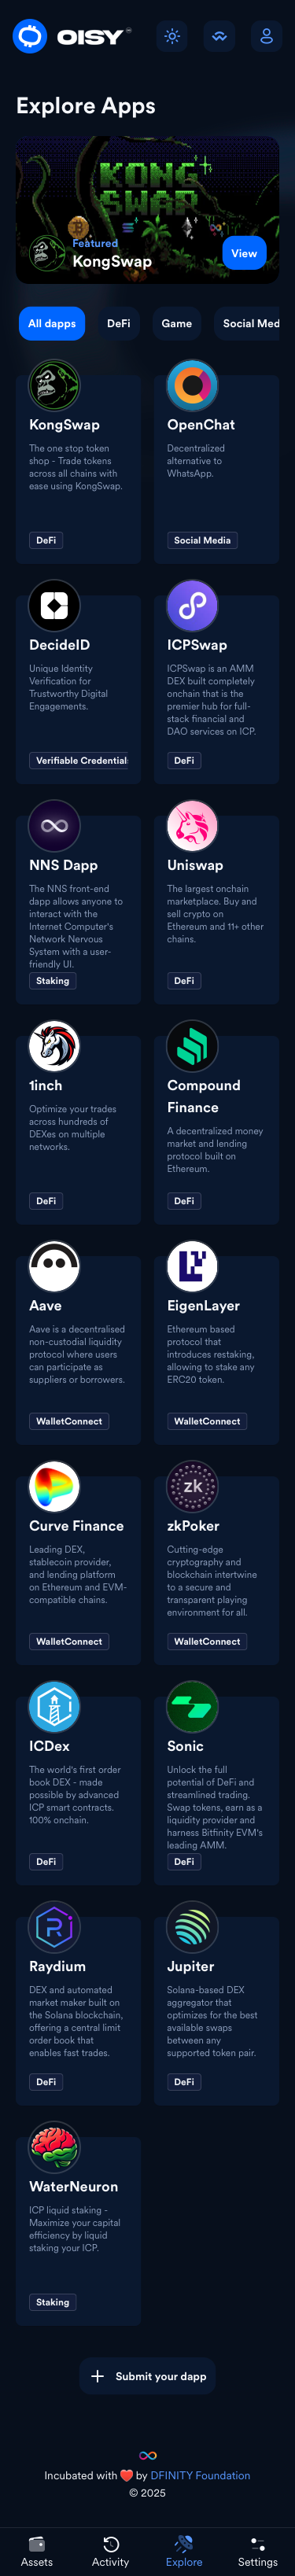 OISY
Explore Apps
KONG
SWAP
Featured
KongSwap
View
All dapps
DeFi
Game
Social Med
KongSwap
The one stop token
shop - Trade tokens
across all chains with
ease using KongSwap.
DeFi
OpenChat
Decentralized
alternative to
WhatsApp.
Social Media
DecideID
Unique Identity
Verification for
Trustworthy Digital
Engagements.
Verifiable Credentials
ICPSwap
ICPSwap is an AMM
DEX built completely
onchain that is the
premier hub for full-
stack financial and
DAO services on ICP.
DeFi
NNS Dapp
The NNS front-end
dapp allows anyone to
interact with the
Internet Computer's
Network Nervous
System with a user-
friendly UI.
Staking
Uniswap
The largest onchain
marketplace. Buy and
sell crypto on
Ethereum and 11+ other
chains.
DeFi
1inch
Optimize your trades
across hundreds of
DEXes on multiple
networks.
DeFi
Compound
Finance
A decentralized money
market and lending
protocol built on
Ethereum.
DeFi
Aave
Aave is a decentralised
non-custodial liquidity
protocol where users
can participate as
suppliers or borrowers.
WalletConnect
EigenLayer
Ethereum based
protocol that
introduces restaking,
allowing to stake any
ERC20 token.
WalletConnect
Curve Finance
Leading DEX,
stablecoin provider,
and lending platform
on Ethereum and EVM-
compatible chains.
WalletConnect
zk
zkPoker
Cutting-edge
cryptography and
blockchain intertwine
to a secure and
transparent playing
environment for all.
WalletConnect
ICDex
The world's first order
book DEX - made
possible by advanced
ICP smart contracts.
100% onchain.
DeFi
Sonic
Unlock the full
potential of DeFi and
streamlined trading.
Swap tokens, earn as a
liquidity provider and
harness Bitfinity EVM's
leading AMM.
DeFi
Raydium
DEX and automated
market maker built on
the Solana blockchain,
offering a central limit
order book that
enables fast trades.
DeFi
Jupiter
Solana-based DEX
aggregator that
optimizes for the best
available swaps
between any
supported token pair.
DeFi
WaterNeuron
ICP liquid staking -
Maximize your capital
efficiency by liquid
staking your ICP.
Staking
Submit your dapp
Incubated with ❤️ by DFINITY Foundation
© 2025
Assets
Activity
Explore
Settings